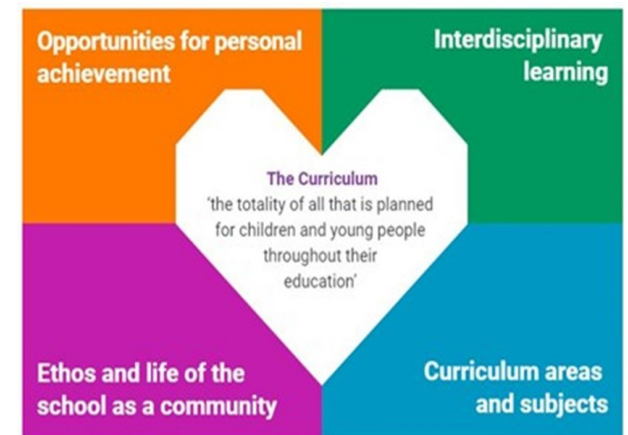 Opportunities for personal
achievement
Interdisciplinary
learning
The Curriculum
'the totality of all that is planned
for children and young people
throughout their
education'
Ethos and life of the
school as a community
Curriculum areas
and subjects